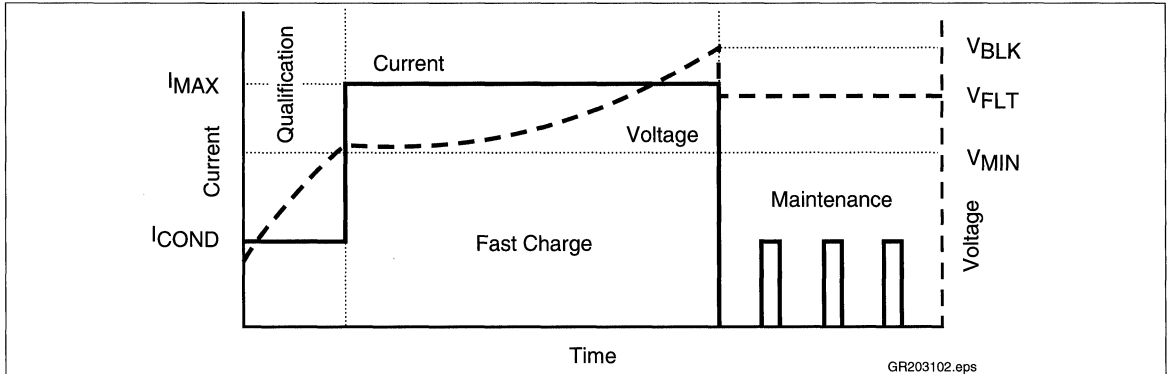 Qualification
Current
VBLK
IMAX
VFLT
Current
Voltage
VMIN
Maintenance
ICOND
Fast Charge
Voltage
Time
GR203102.eps